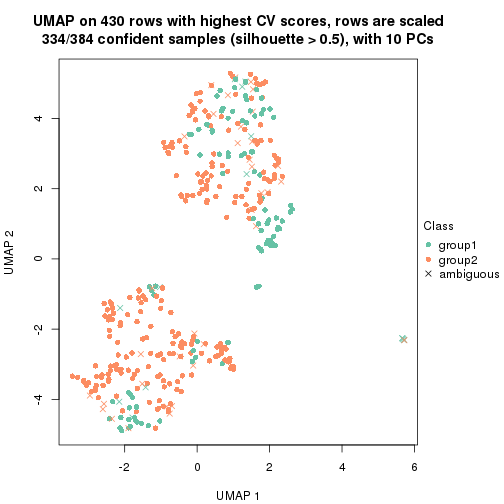 UMAP on 430 rows with highest CV scores, rows are scaled
334/384 confident samples (silhouette > 0.5), with 10 PCs
4
2
0
-2
-4
UMAP 2
-2
0
2
4
6
UMAP 1
Class
group1
group2
ambiguous